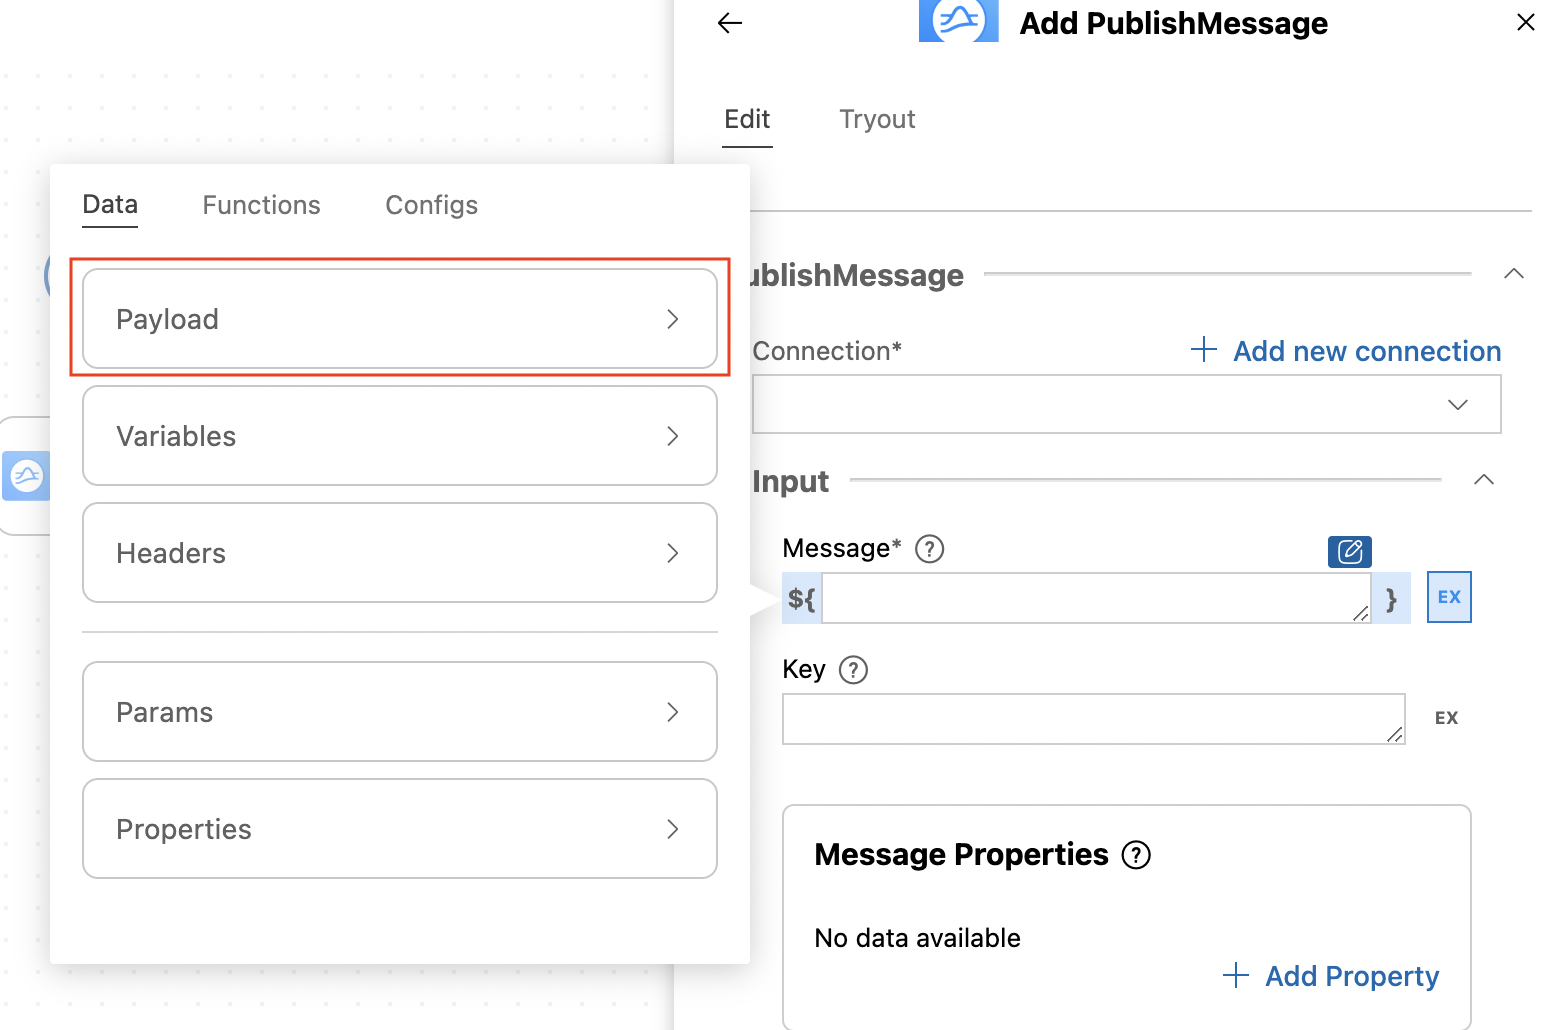 Add PublishMessage
Edit
Tryout
Data
Functions
Configs
Payload
Variables
Headers
Params
Properties
ublishMessage
Connection*
+ Add new connection
Input
Message* ?
${
}
EX
Key ?
EX
Message Properties ?
No data available
+ Add Property